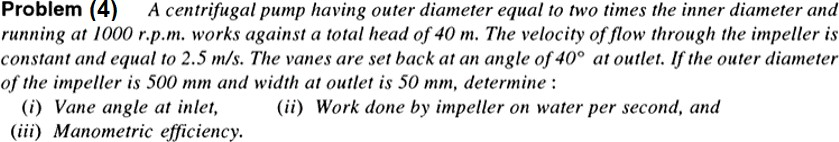 Problem (4) A centrifugal pump having outer diameter equal to two times the inner diameter and
running at 1000 r.p.m. works against a total head of 40 m. The velocity of flow through the impeller is
constant and equal to 2.5 m/s. The vanes are set back at an angle of 40° at outlet. If the outer diameter
of the impeller is 500 mm and width at outlet is 50 mm, determine :
(i) Vane angle at inlet, (ii) Work done by impeller on water per second, and
(iii) Manometric efficiency.